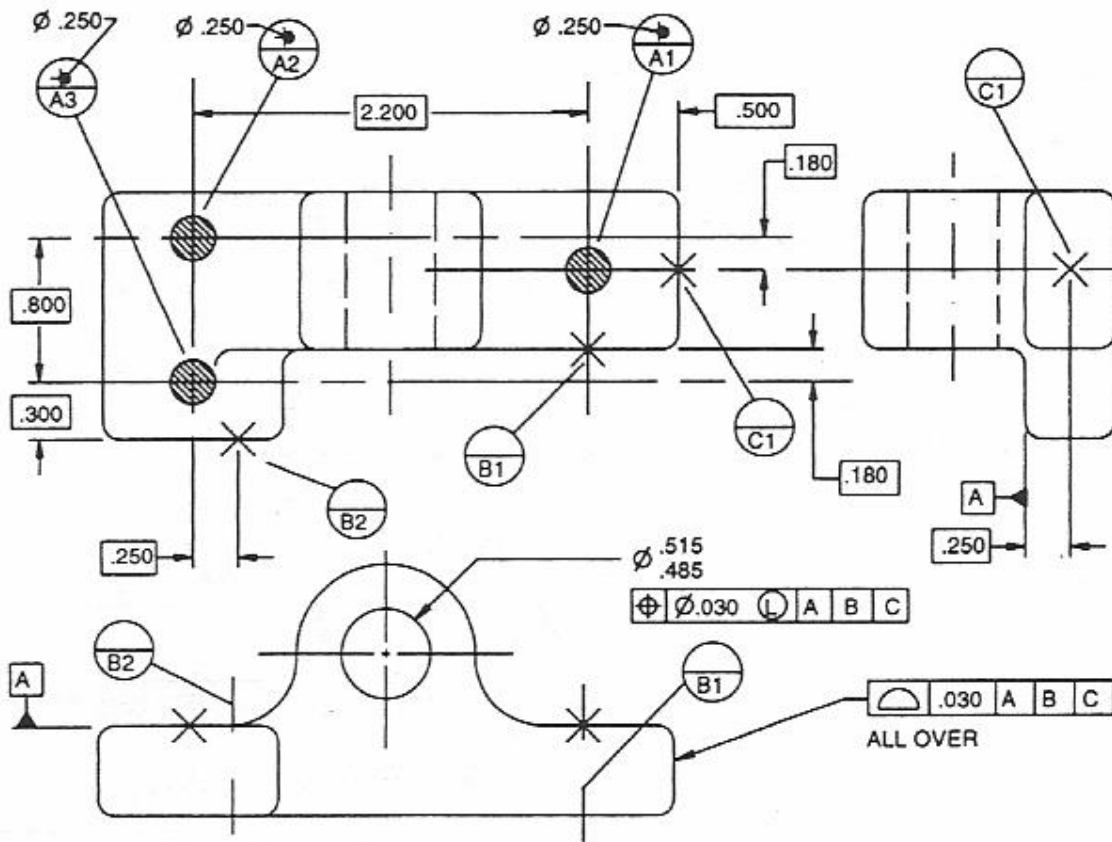 Ø .250
A3
Ø .250
A2
Ø .250
A1
C1
2.200
.500
.180
.800
.300
C1
B1
.180
B2
A
.250
.250
Ø .515
.485
⌖ Ø.030 Ⓛ A B C
B2
B1
A
⌓ .030 A B C
ALL OVER